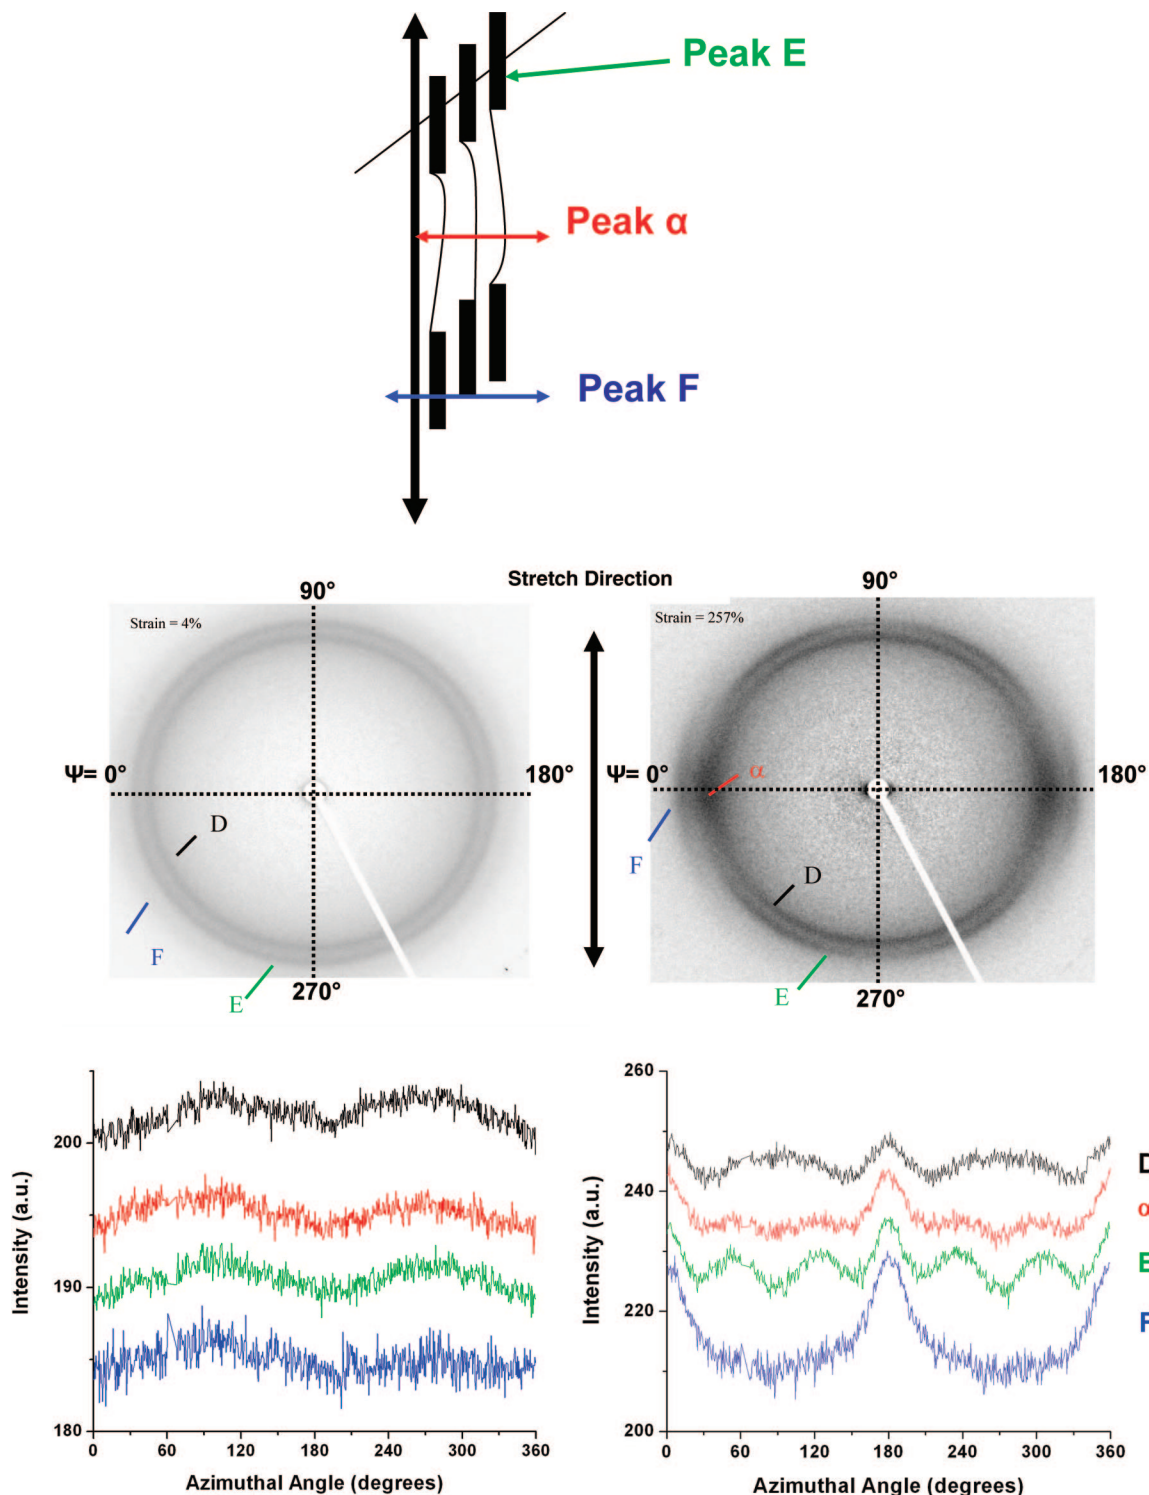 Peak E
Peak α
Peak F
Stretch Direction
90°
Strain = 4%
Ψ= 0°
180°
D
F
E
270°
90°
Strain = 257%
Ψ= 0°
180°
α
F
D
E
270°
Intensity (a.u.)
200
190
180
0 60 120 180 240 300 360
Azimuthal Angle (degrees)
Intensity (a.u.)
260
240
220
200
0 60 120 180 240 300 360
Azimuthal Angle (degrees)
D
α
E
F